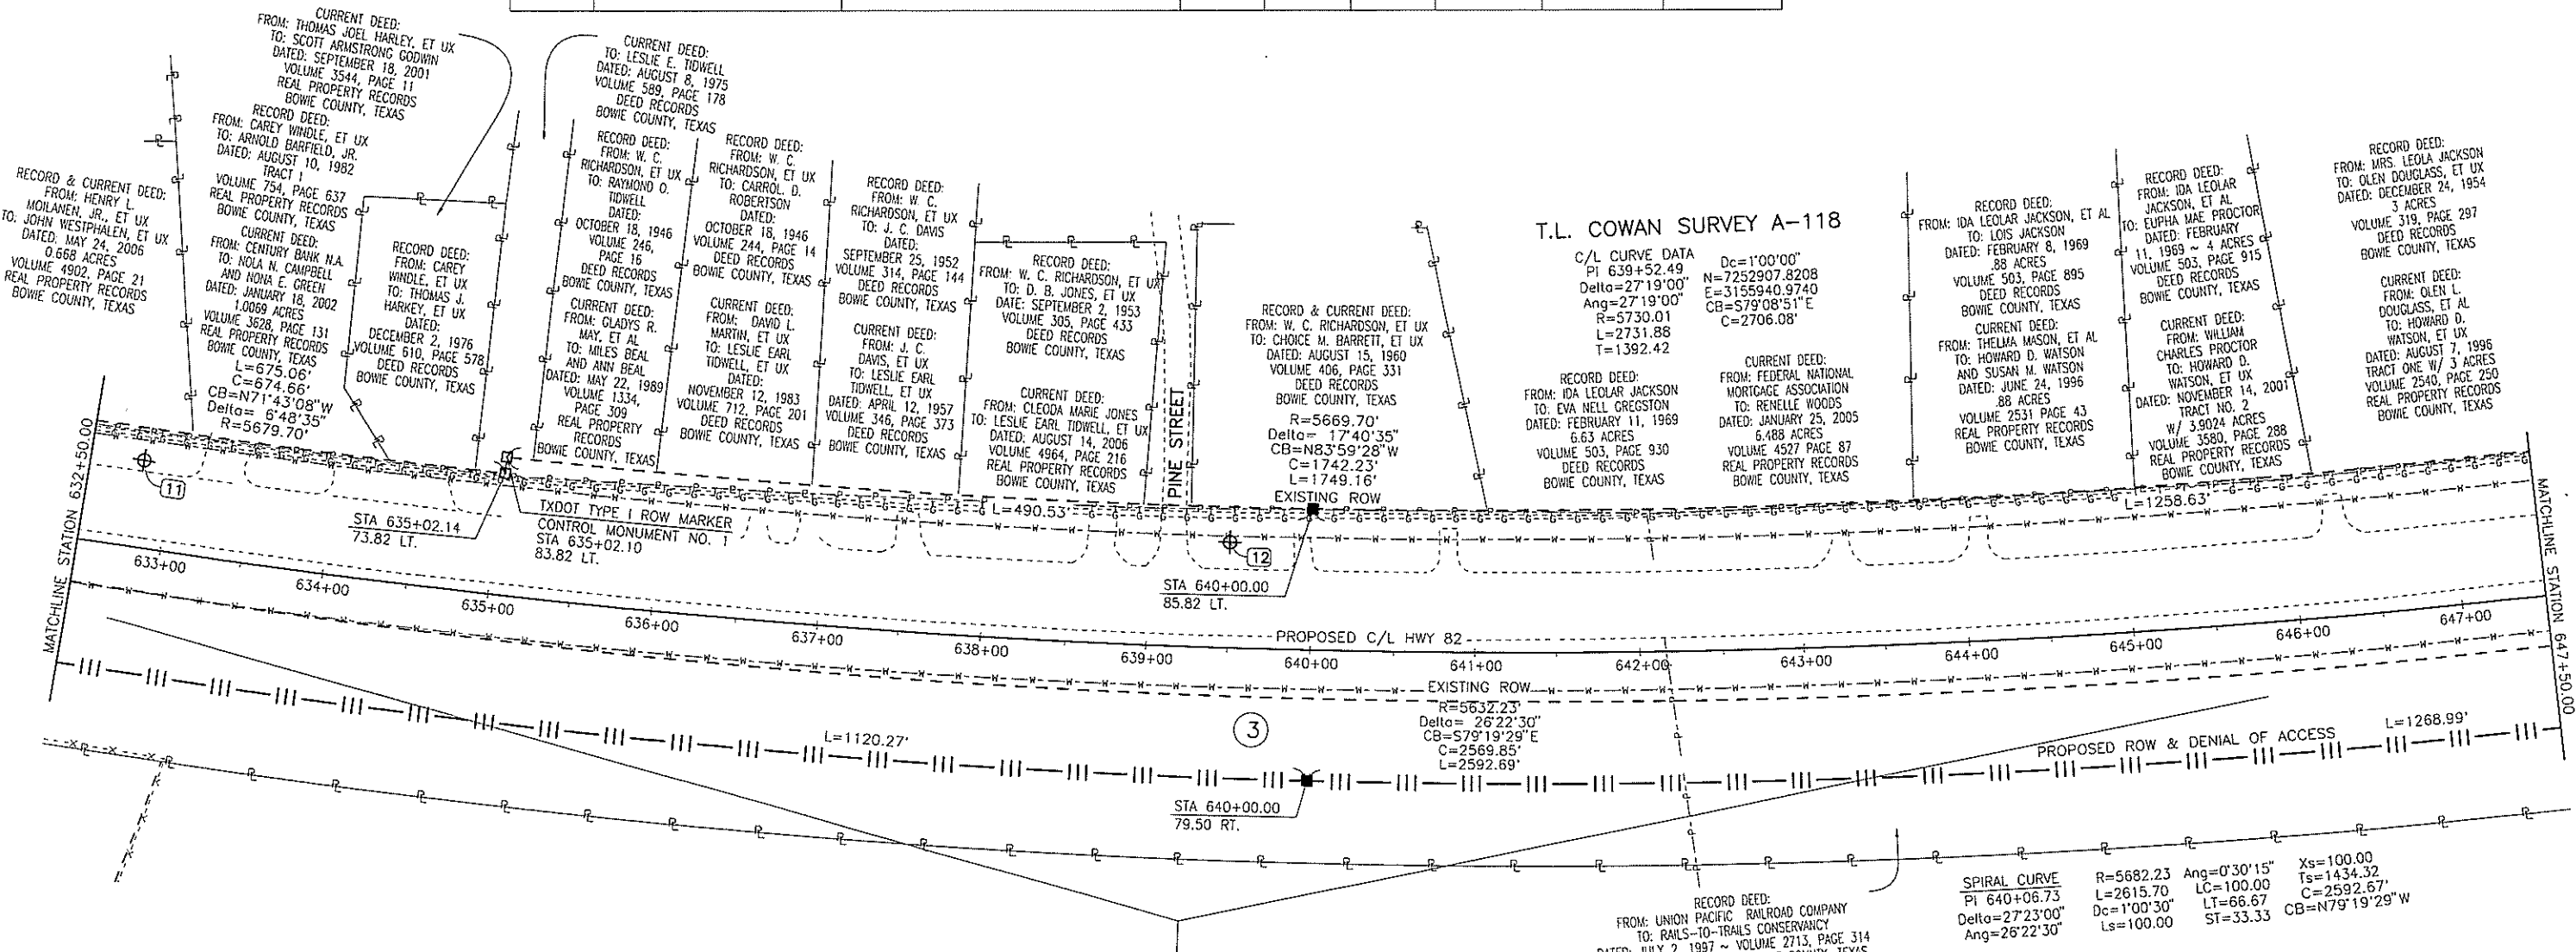 CURRENT DEED:
FROM: THOMAS JOEL HARLEY, ET UX
TO: SCOTT ARMSTRONG GODWIN
DATED: SEPTEMBER 18, 2001
VOLUME 3544, PAGE 11
REAL PROPERTY RECORDS
BOWIE COUNTY, TEXAS
RECORD DEED:
FROM: CAREY WINDLE, ET UX
TO: ARNOLD BARFIELD, JR.
DATED: AUGUST 10, 1982
TRACT I
VOLUME 754, PAGE 637
REAL PROPERTY RECORDS
BOWIE COUNTY, TEXAS
CURRENT DEED:
FROM: CENTURY BANK N.A.
TO: NOLA N. CAMPBELL
AND NONA E. GREEN
DATED: JANUARY 18, 2002
1.0069 ACRES
VOLUME 3628, PAGE 131
REAL PROPERTY RECORDS
BOWIE COUNTY, TEXAS
L=675.06'
C=674.66'
CB=N71°43'08"W
Delta= 6°48'35"
R=5679.70'
RECORD & CURRENT DEED:
FROM: HENRY L.
MOILANEN, JR., ET UX
TO: JOHN WESTPHALEN, ET UX
DATED: MAY 24, 2006
0.668 ACRES
VOLUME 4902, PAGE 21
REAL PROPERTY RECORDS
BOWIE COUNTY, TEXAS
RECORD DEED:
FROM: CAREY
WINDLE, ET UX
TO: THOMAS J.
HARKEY, ET UX
DATED:
DECEMBER 2, 1976
VOLUME 610, PAGE 578
DEED RECORDS
BOWIE COUNTY, TEXAS
CURRENT DEED:
TO: LESLIE E. TIDWELL
DATED: AUGUST 8, 1975
VOLUME 589, PAGE 178
DEED RECORDS
BOWIE COUNTY, TEXAS
RECORD DEED:
FROM: W. C.
RICHARDSON, ET UX
TO: RAYMOND O.
TIDWELL
DATED:
OCTOBER 18, 1946
VOLUME 246,
PAGE 16
DEED RECORDS
BOWIE COUNTY, TEXAS
CURRENT DEED:
FROM: GLADYS R.
MAY, ET AL
TO: MILES BEAL
AND ANN BEAL
DATED: MAY 22, 1989
VOLUME 1334,
PAGE 309
REAL PROPERTY
RECORDS
BOWIE COUNTY, TEXAS
RECORD DEED:
FROM: W. C.
RICHARDSON, ET UX
TO: CARROL. D.
ROBERTSON
DATED:
OCTOBER 18, 1946
VOLUME 244, PAGE 14
DEED RECORDS
BOWIE COUNTY, TEXAS
CURRENT DEED:
FROM: DAVID L.
MARTIN, ET UX
TO: LESLIE EARL
TIDWELL, ET UX
DATED:
NOVEMBER 12, 1983
VOLUME 712, PAGE 201
DEED RECORDS
BOWIE COUNTY, TEXAS
RECORD DEED:
FROM: W. C.
RICHARDSON, ET UX
TO: J. C. DAVIS
DATED:
SEPTEMBER 25, 1952
VOLUME 314, PAGE 144
DEED RECORDS
BOWIE COUNTY, TEXAS
CURRENT DEED:
FROM: J. C.
DAVIS, ET UX
TO: LESLIE EARL
TIDWELL, ET UX
DATED: APRIL 12, 1957
VOLUME 346, PAGE 373
DEED RECORDS
BOWIE COUNTY, TEXAS
RECORD DEED:
FROM: W. C. RICHARDSON, ET UX
TO: D. B. JONES, ET UX
DATE: SEPTEMBER 2, 1953
VOLUME 305, PAGE 433
DEED RECORDS
BOWIE COUNTY, TEXAS
CURRENT DEED:
FROM: CLEODA MARIE JONES
TO: LESLIE EARL TIDWELL, ET UX
DATED: AUGUST 14, 2006
VOLUME 4964, PAGE 216
REAL PROPERTY RECORDS
BOWIE COUNTY, TEXAS
PINE STREET
RECORD & CURRENT DEED:
FROM: W. C. RICHARDSON, ET UX
TO: CHOICE M. BARRETT, ET UX
DATED: AUGUST 15, 1960
VOLUME 406, PAGE 331
DEED RECORDS
BOWIE COUNTY, TEXAS
R=5669.70'
Delta= 17°40'35"
CB=N83°59'28"W
C=1742.23'
L=1749.16'
EXISTING ROW
T.L. COWAN SURVEY A-118
C/L CURVE DATA
PI 639+52.49
Delta=27°19'00"
Ang=27°19'00"
R=5730.01
L=2731.88
T=1392.42
Dc=1°00'00"
N=7252907.8208
E=3155940.9740
CB=S79°08'51"E
C=2706.08'
RECORD DEED:
FROM: IDA LEOLAR JACKSON
TO: EVA NELL GREGSTON
DATED: FEBRUARY 11, 1969
6.63 ACRES
VOLUME 503, PAGE 930
DEED RECORDS
BOWIE COUNTY, TEXAS
CURRENT DEED:
FROM: FEDERAL NATIONAL
MORTGAGE ASSOCIATION
TO: RENELLE WOODS
DATED: JANUARY 25, 2005
6.488 ACRES
VOLUME 4527 PAGE 87
REAL PROPERTY RECORDS
BOWIE COUNTY, TEXAS
RECORD DEED:
FROM: IDA LEOLAR JACKSON, ET AL
TO: LOIS JACKSON
DATED: FEBRUARY 8, 1969
.88 ACRES
VOLUME 503, PAGE 895
DEED RECORDS
BOWIE COUNTY, TEXAS
CURRENT DEED:
FROM: THELMA MASON, ET AL
TO: HOWARD D. WATSON
AND SUSAN M. WATSON
DATED: JUNE 24, 1996
.88 ACRES
VOLUME 2531 PAGE 43
REAL PROPERTY RECORDS
BOWIE COUNTY, TEXAS
RECORD DEED:
FROM: IDA LEOLAR
JACKSON, ET AL
TO: EUPHA MAE PROCTOR
DATED: FEBRUARY
11, 1969 ~ 4 ACRES
VOLUME 503, PAGE 915
DEED RECORDS
BOWIE COUNTY, TEXAS
CURRENT DEED:
FROM: WILLIAM
CHARLES PROCTOR
TO: HOWARD D.
WATSON, ET UX
DATED: NOVEMBER 14, 2001
TRACT NO. 2
W/ 3.9024 ACRES
VOLUME 3580, PAGE 288
REAL PROPERTY RECORDS
BOWIE COUNTY, TEXAS
RECORD DEED:
FROM: MRS. LEOLA JACKSON
TO: OLEN DOUGLASS, ET UX
DATED: DECEMBER 24, 1954
3 ACRES
VOLUME 319, PAGE 297
DEED RECORDS
BOWIE COUNTY, TEXAS
CURRENT DEED:
FROM: OLEN L.
DOUGLASS, ET AL
TO: HOWARD D.
WATSON, ET UX
DATED: AUGUST 7, 1996
TRACT ONE W/ 3 ACRES
VOLUME 2540, PAGE 250
REAL PROPERTY RECORDS
BOWIE COUNTY, TEXAS
MATCHLINE STATION 632+50.00
11
STA 635+02.14
73.82 LT.
TXDOT TYPE I ROW MARKER
CONTROL MONUMENT NO. 1
STA 635+02.10
83.82 LT.
L=490.53'
12
STA 640+00.00
85.82 LT.
L=1258.63'
MATCHLINE STATION 647+50.00
633+00
634+00
635+00
636+00
637+00
638+00
639+00
640+00
641+00
642+00
643+00
644+00
645+00
646+00
647+00
PROPOSED C/L HWY 82
EXISTING ROW
R=5632.23'
Delta= 26°22'30"
CB=S79°19'29"E
C=2569.85'
L=2592.69'
3
L=1120.27'
STA 640+00.00
79.50 RT.
PROPOSED ROW & DENIAL OF ACCESS
L=1268.99'
RECORD DEED:
FROM: UNION PACIFIC RAILROAD COMPANY
TO: RAILS-TO-TRAILS CONSERVANCY
DATED: JULY 2, 1997 ~ VOLUME 2713, PAGE 314
COUNTY, TEXAS
SPIRAL CURVE
PI 640+06.73
Delta=27°23'00"
Ang=26°22'30"
R=5682.23
L=2615.70
Dc=1°00'30"
Ls=100.00
Ang=0°30'15"
LC=100.00
LT=66.67
ST=33.33
Xs=100.00
Ts=1434.32
C=2592.67'
CB=N79°19'29"W